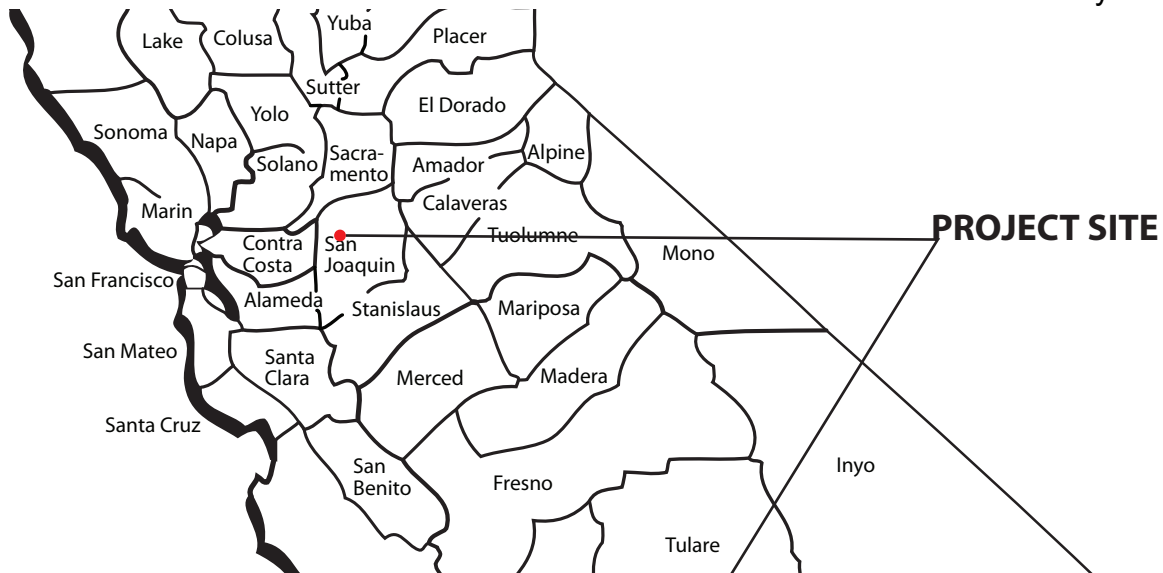 y
Yuba
Lake
Colusa
Placer
Sutter
El Dorado
Yolo
Sonoma
Napa
Sacra-
mento
Solano
Amador
Alpine
Calaveras
Marin
PROJECT SITE
Tuolumne
Contra
Costa
San
Joaquin
Mono
San Francisco
Alameda
Stanislaus
Mariposa
San Mateo
Santa
Clara
Merced
Madera
Santa Cruz
San
Benito
Inyo
Fresno
Tulare